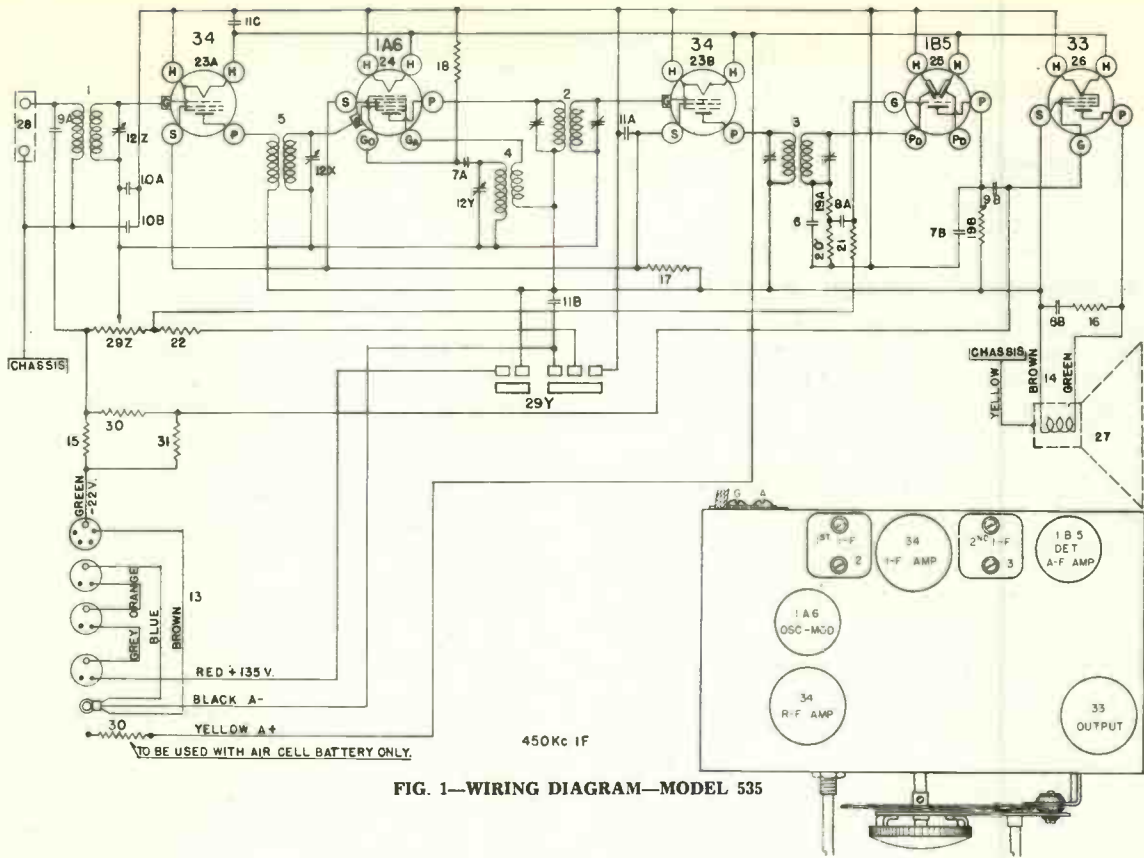 11C
34
23A
H
H
G
S
P
1A6
24
H
H
S
P
GO
GA
18
34
23B
H
H
G
S
P
1B5
25
H
H
G
P
PD
PD
33
26
H
H
S
P
G
1
28
9A
12Z
10A
10B
5
12X
7A
12Y
4
2
11A
3
6
19A
8A
20
21
7B
19B
9B
17
11B
29Z
22
CHASSIS
29Y
6B
16
CHASSIS
YELLOW
BROWN
14
GREEN
27
30
15
31
GREEN
-22V.
ORANGE
GREY
BLUE
BROWN
13
RED +135V.
BLACK A-
YELLOW A+
30
TO BE USED WITH AIR CELL BATTERY ONLY.
450Kc IF
G A
1ST I-F
2
34
I-F AMP
2ND I-F
3
1B5
DET
A-F AMP
1A6
OSC-MOD
34
R-F AMP
33
OUTPUT
FIG. 1—WIRING DIAGRAM—MODEL 535